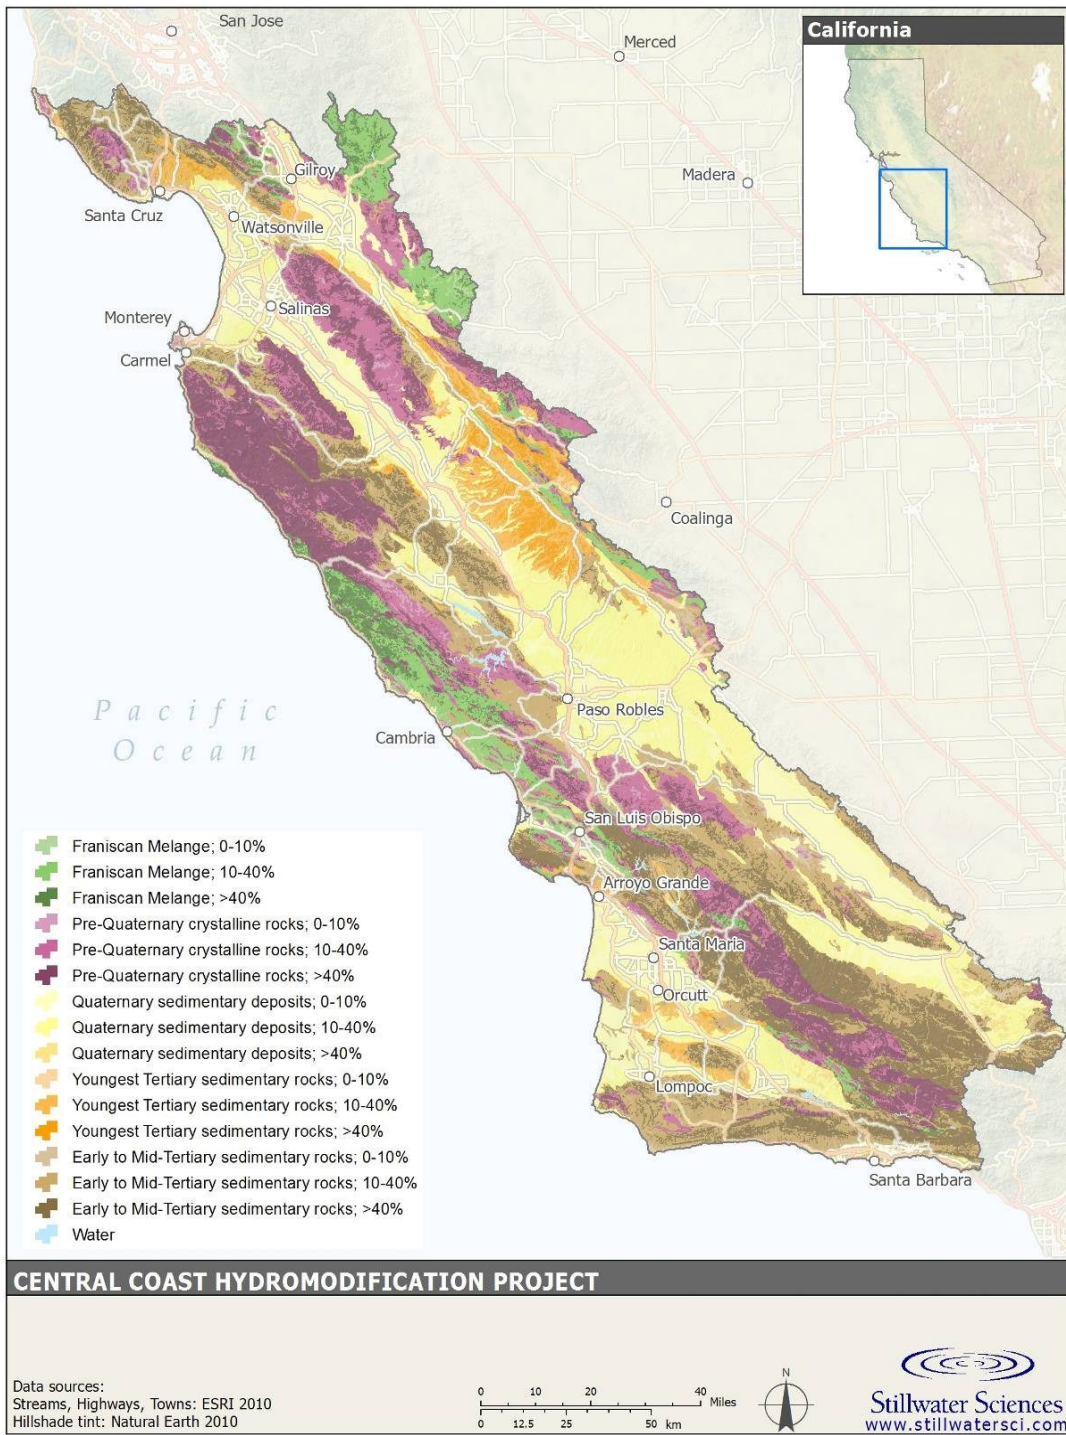 San Jose
Merced
California
Gilroy
Madera
Santa Cruz
Watsonville
Salinas
Monterey
Carmel
Coalinga
Pacific
Ocean
Paso Robles
Cambria
San Luis Obispo
Arroyo Grande
Santa Maria
Orcutt
Lompoc
Santa Barbara
Franiscan Melange; 0-10%
Franiscan Melange; 10-40%
Franiscan Melange; >40%
Pre-Quaternary crystalline rocks; 0-10%
Pre-Quaternary crystalline rocks; 10-40%
Pre-Quaternary crystalline rocks; >40%
Quaternary sedimentary deposits; 0-10%
Quaternary sedimentary deposits; 10-40%
Quaternary sedimentary deposits; >40%
Youngest Tertiary sedimentary rocks; 0-10%
Youngest Tertiary sedimentary rocks; 10-40%
Youngest Tertiary sedimentary rocks; >40%
Early to Mid-Tertiary sedimentary rocks; 0-10%
Early to Mid-Tertiary sedimentary rocks; 10-40%
Early to Mid-Tertiary sedimentary rocks; >40%
Water
CENTRAL COAST HYDROMODIFICATION PROJECT
Data sources:
Streams, Highways, Towns: ESRI 2010
Hillshade tint: Natural Earth 2010
0 10 20 40 Miles
0 12.5 25 50 km
N
Stillwater Sciences
www.stillwatersci.com